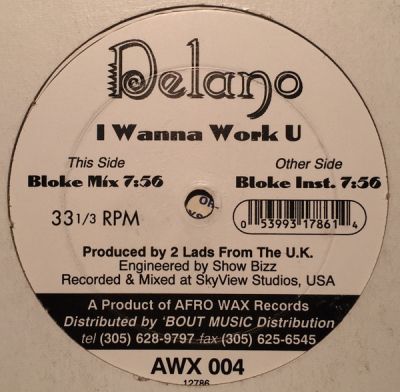 Delano
I Wanna Work U
This Side
Bloke Mix 7:56
Other Side
Bloke Inst. 7:56
33 1/3 RPM
0 53993 17861 4
Produced by 2 Lads From The U.K.
Engineered by Show Bizz
Recorded & Mixed at SkyView Studios, USA
A Product of AFRO WAX Records
Distributed by 'BOUT MUSIC Distribution
tel (305) 628-9797 fax (305) 625-6545
AWX 004
12786